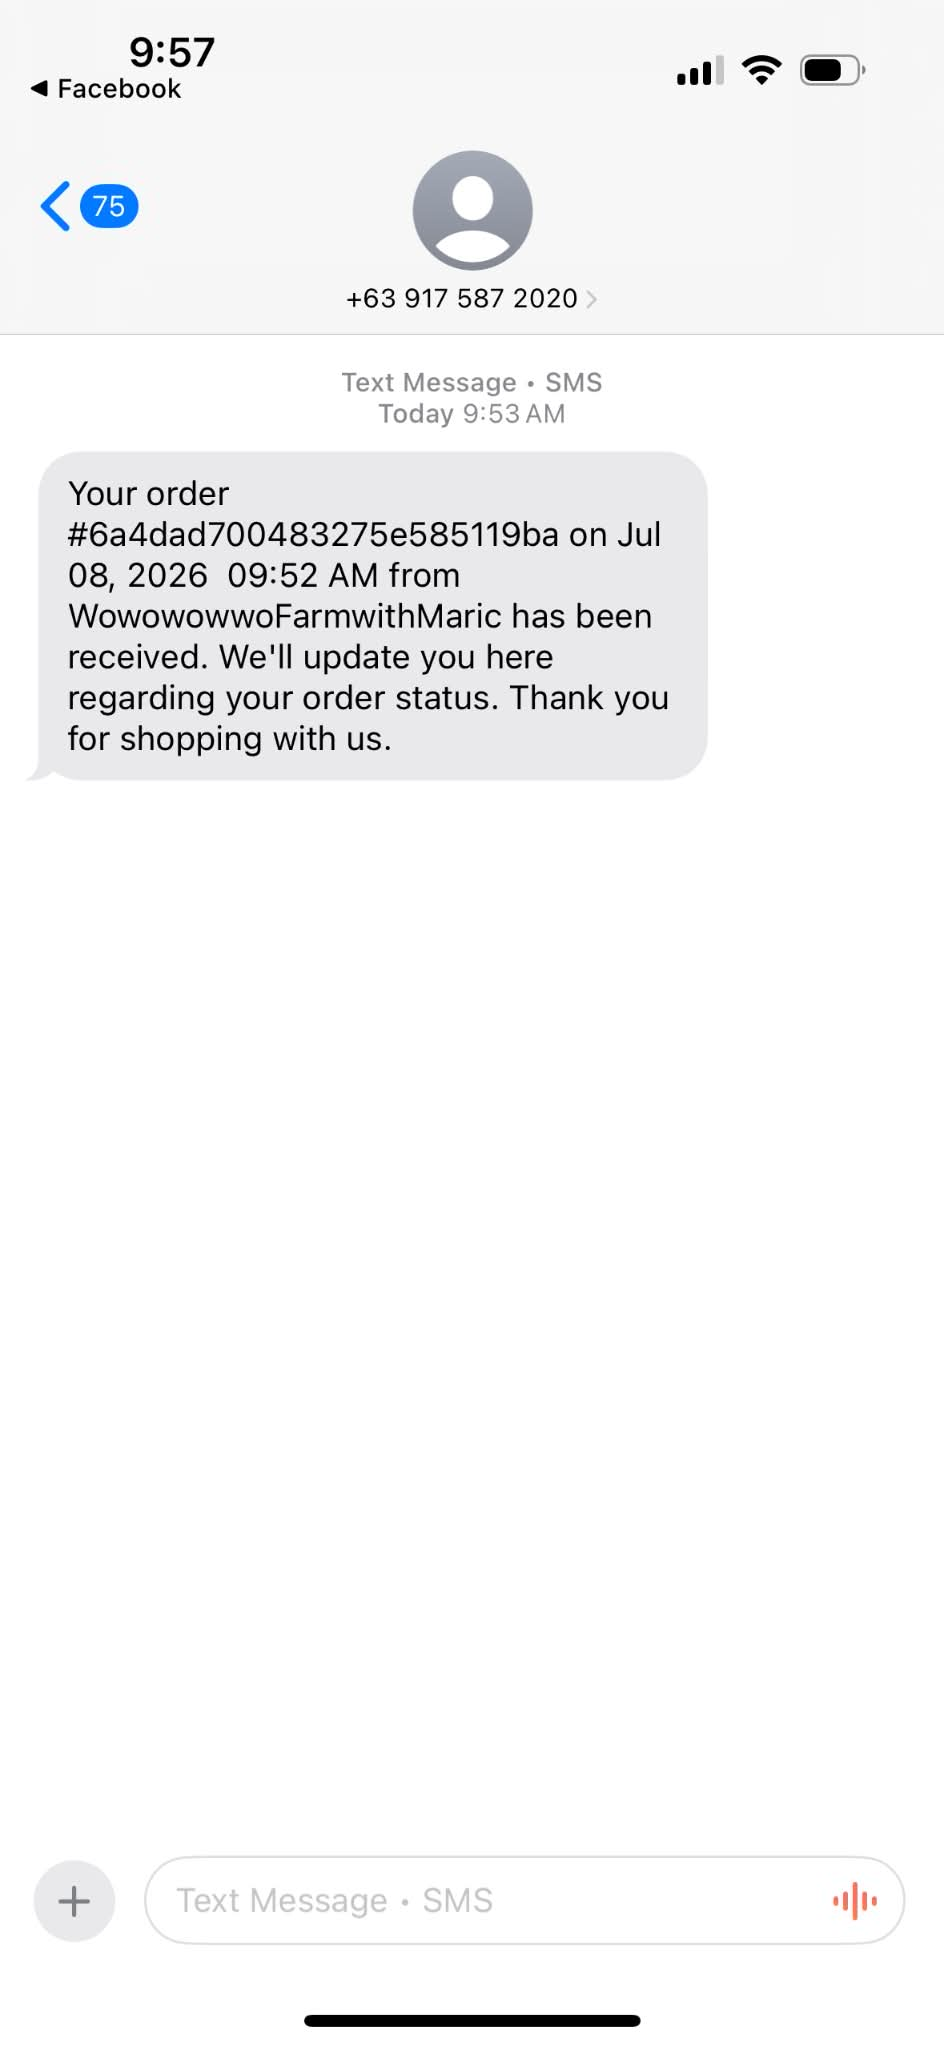 9:57
◀ Facebook
75
+63 917 587 2020 >
Text Message • SMS
Today 9:53 AM
Your order
#6a4dad700483275e585119ba on Jul
08, 2026  09:52 AM from
WowowowwoFarmwithMaric has been
received. We'll update you here
regarding your order status. Thank you
for shopping with us.
Text Message • SMS